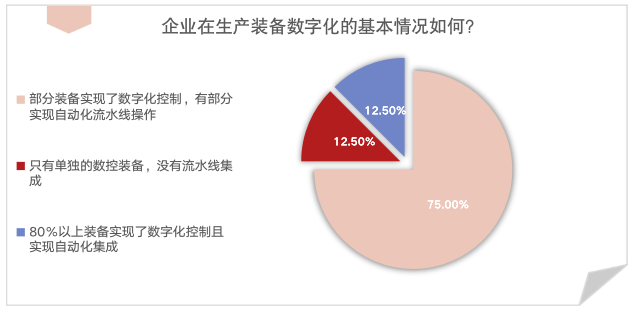 企业在生产装备数字化的基本情况如何?
部分装备实现了数字化控制，有部分
实现自动化流水线操作
只有单独的数控装备，没有流水线集
成
80%以上装备实现了数字化控制且
实现自动化集成
12.50%
12.50%
75.00%